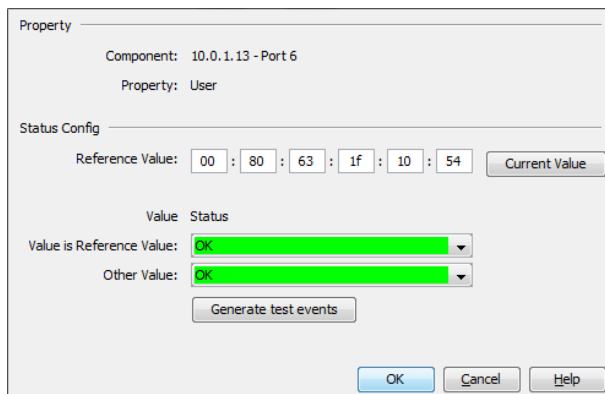 Property
Component: 10.0.1.13 - Port 6
Property: User
Status Config
Reference Value: 00 : 80 : 63 : 1f : 10 : 54 Current Value
Value Status
Value is Reference Value: OK
Other Value: OK
Generate test events
OK Cancel Help